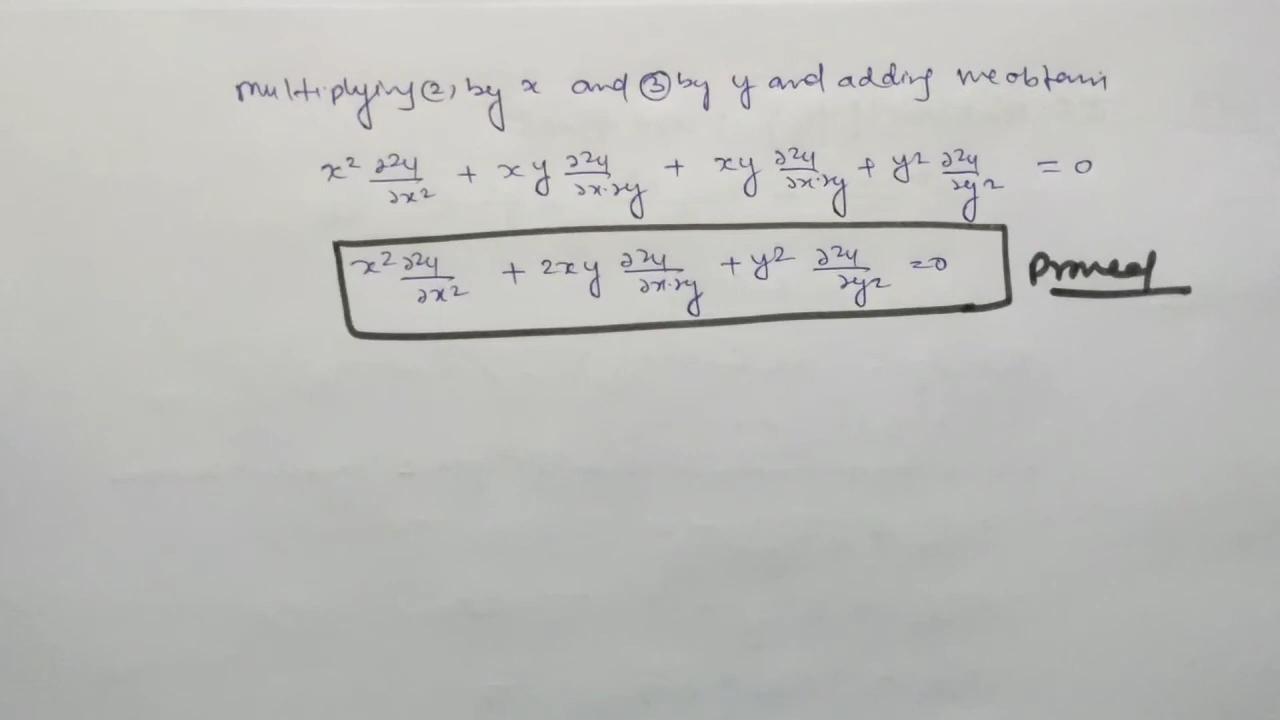 multiplying ②, by x and ③ by y and adding we obtain
x² ∂²u/∂x² + xy ∂²u/∂x·∂y + xy ∂²u/∂x·∂y + y² ∂²u/∂y² = 0
x² ∂²u/∂x² + 2xy ∂²u/∂x·∂y + y² ∂²u/∂y² = 0 Proved